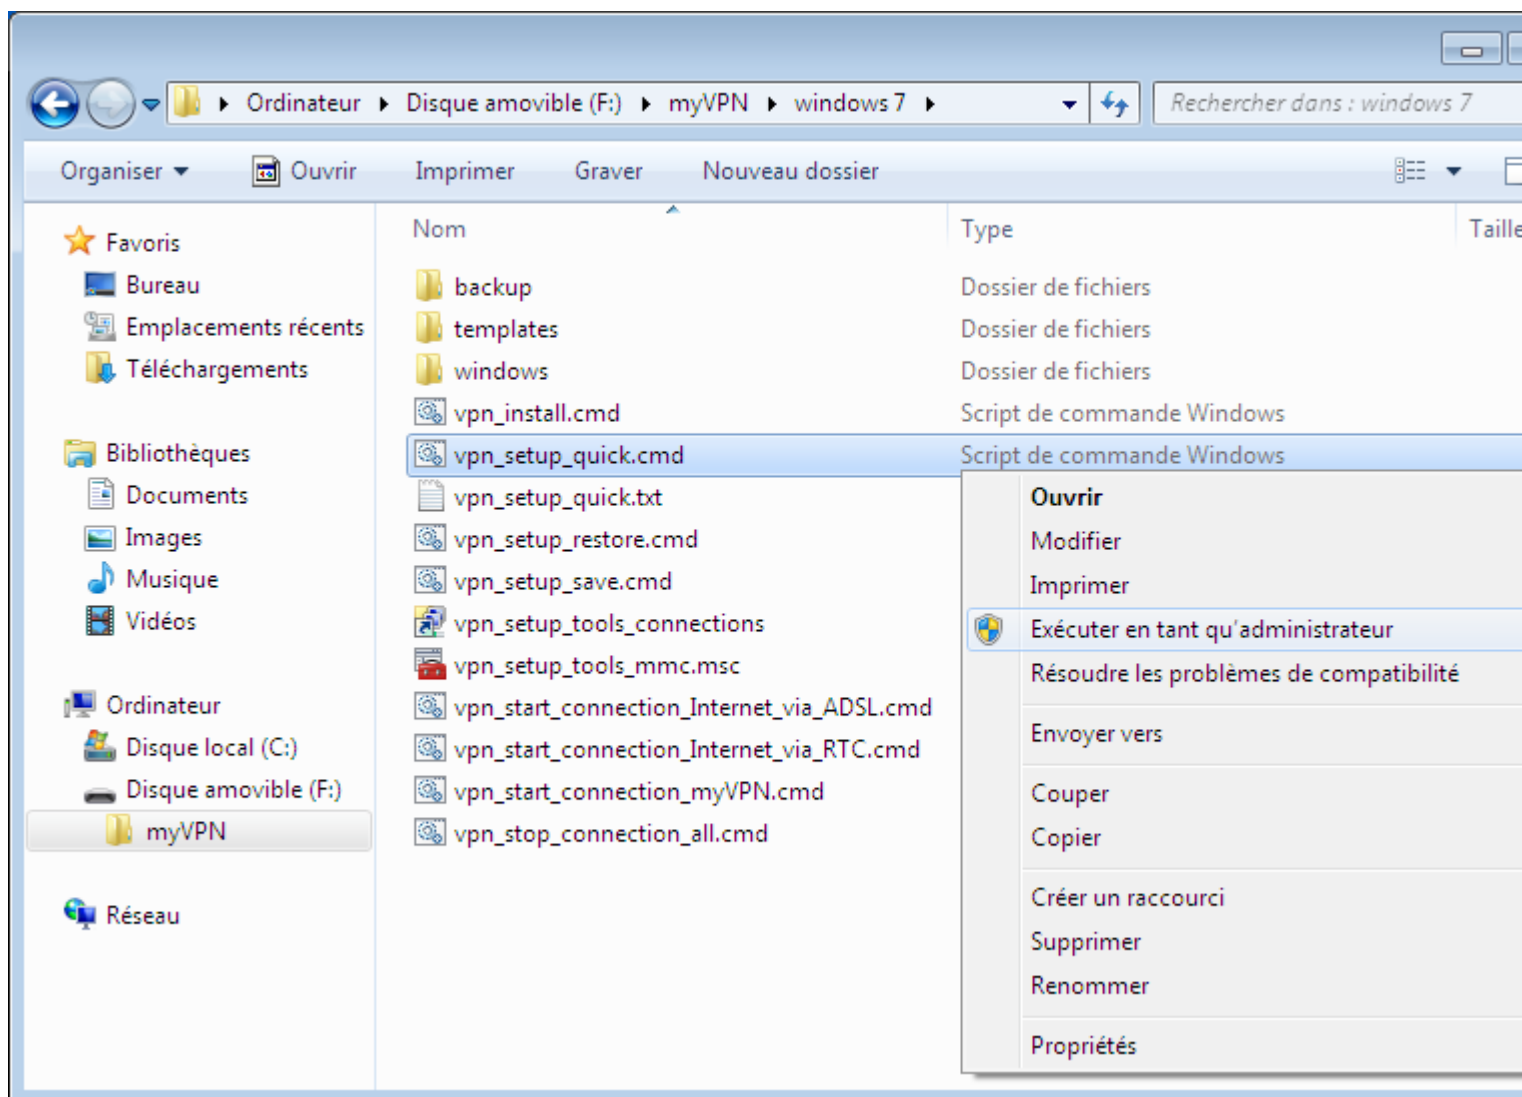 Ordinateur Disque amovible (F:) myVPN windows 7 Rechercher dans : windows 7
Organiser Ouvrir Imprimer Graver Nouveau dossier
Nom Type Taille
Favoris
Bureau
Emplacements récents
Téléchargements
Bibliothèques
Documents
Images
Musique
Vidéos
Ordinateur
Disque local (C:)
Disque amovible (F:)
myVPN
Réseau
backup Dossier de fichiers
templates Dossier de fichiers
windows Dossier de fichiers
vpn_install.cmd Script de commande Windows
vpn_setup_quick.cmd Script de commande Windows
vpn_setup_quick.txt
vpn_setup_restore.cmd
vpn_setup_save.cmd
vpn_setup_tools_connections
vpn_setup_tools_mmc.msc
vpn_start_connection_Internet_via_ADSL.cmd
vpn_start_connection_Internet_via_RTC.cmd
vpn_start_connection_myVPN.cmd
vpn_stop_connection_all.cmd
Ouvrir
Modifier
Imprimer
Exécuter en tant qu'administrateur
Résoudre les problèmes de compatibilité
Envoyer vers
Couper
Copier
Créer un raccourci
Supprimer
Renommer
Propriétés